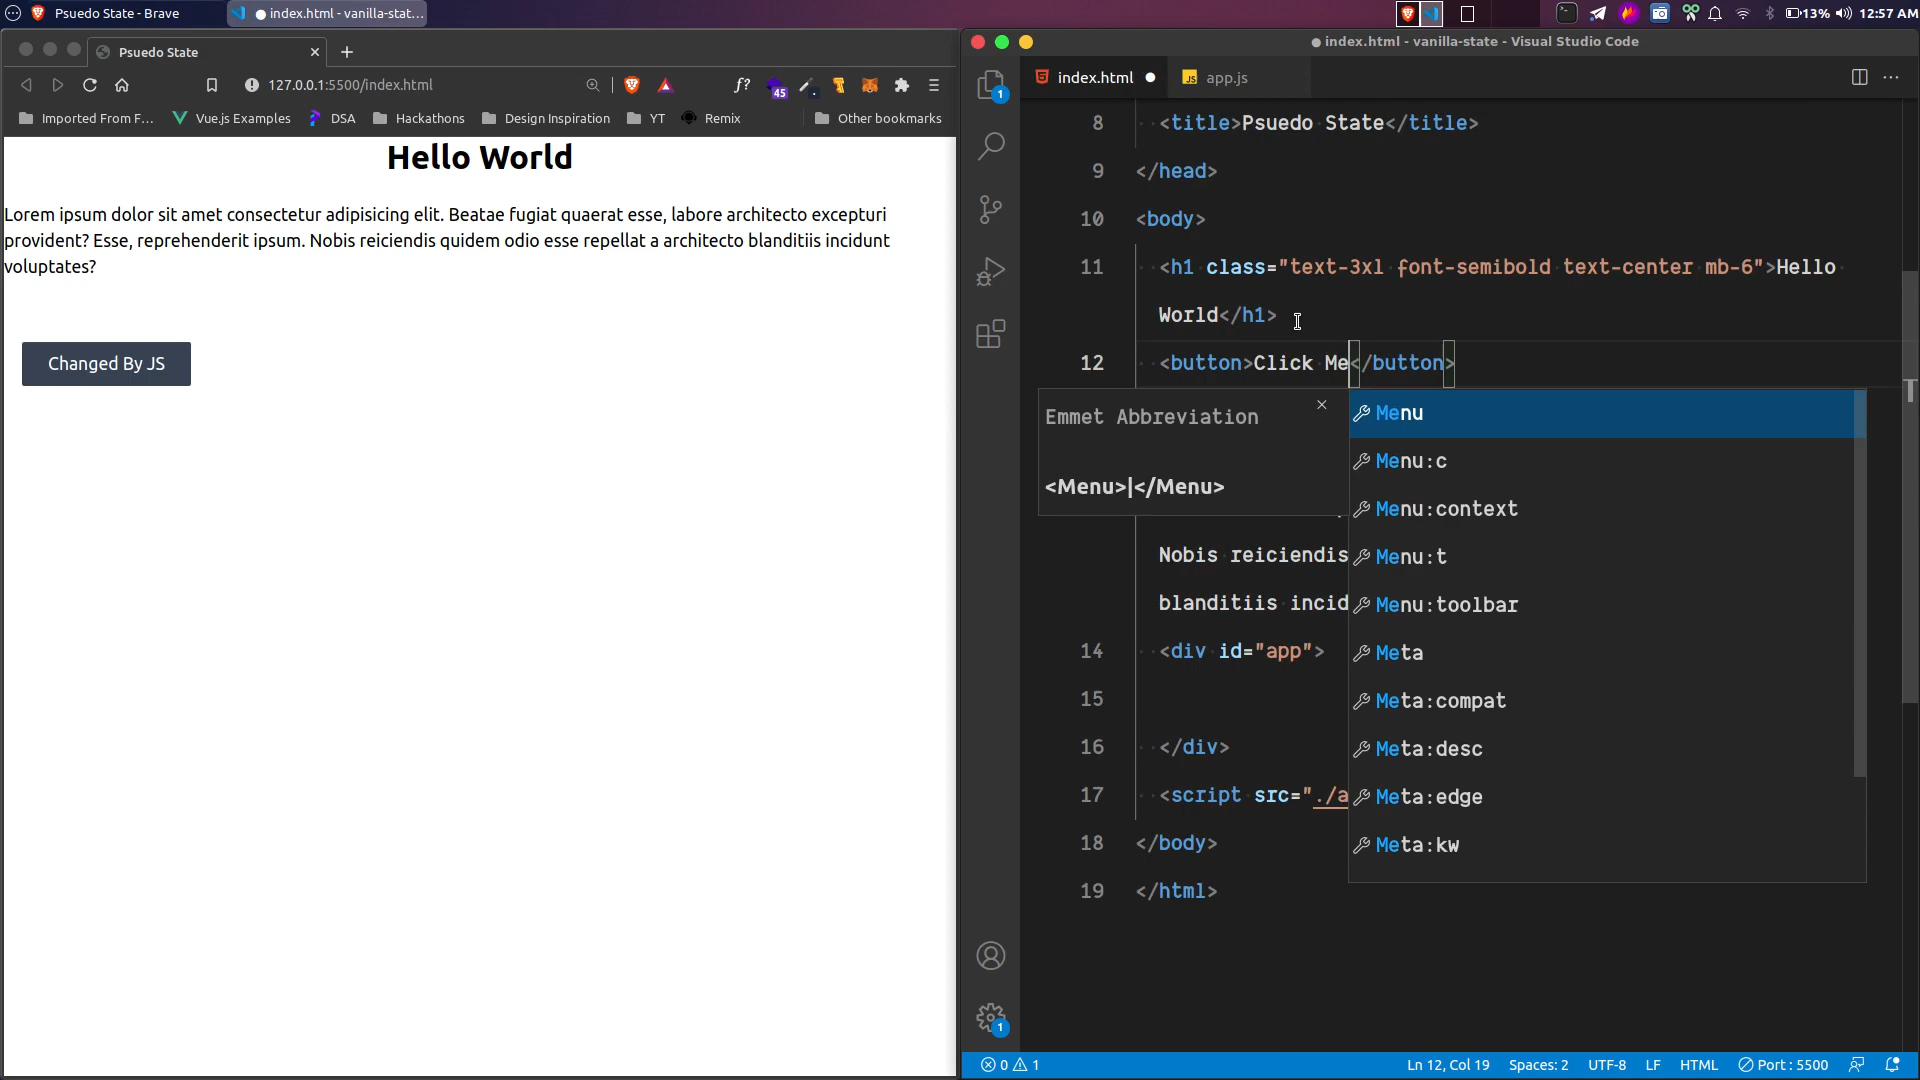 Psuedo State - Brave
● index.html - vanilla-stat...
13%
12:57 AM
Psuedo State
127.0.0.1:5500/index.html
f?
45
Imported From F...
Vue.js Examples
DSA
Hackathons
Design Inspiration
YT
Remix
Other bookmarks
Hello World
Lorem ipsum dolor sit amet consectetur adipisicing elit. Beatae fugiat quaerat esse, labore architecto excepturi
provident? Esse, reprehenderit ipsum. Nobis reiciendis quidem odio esse repellat a architecto blanditiis incidunt
voluptates?
Changed By JS
● index.html - vanilla-state - Visual Studio Code
1
index.html ●
JS app.js
8 <title>Psuedo State</title>
9 </head>
10 <body>
11 <h1 class="text-3xl font-semibold text-center mb-6">Hello
World</h1>
12 <button>Click Me</button>
Emmet Abbreviation
<Menu>|</Menu>
Menu
Menu:c
Menu:context
Menu:t
Menu:toolbar
Meta
Meta:compat
Meta:desc
Meta:edge
Meta:kw
Nobis reiciendis
blanditiis incid
14 <div id="app">
15
16 </div>
17 <script src="./a
18 </body>
19 </html>
1
0 1
Ln 12, Col 19
Spaces: 2
UTF-8
LF
HTML
Port : 5500